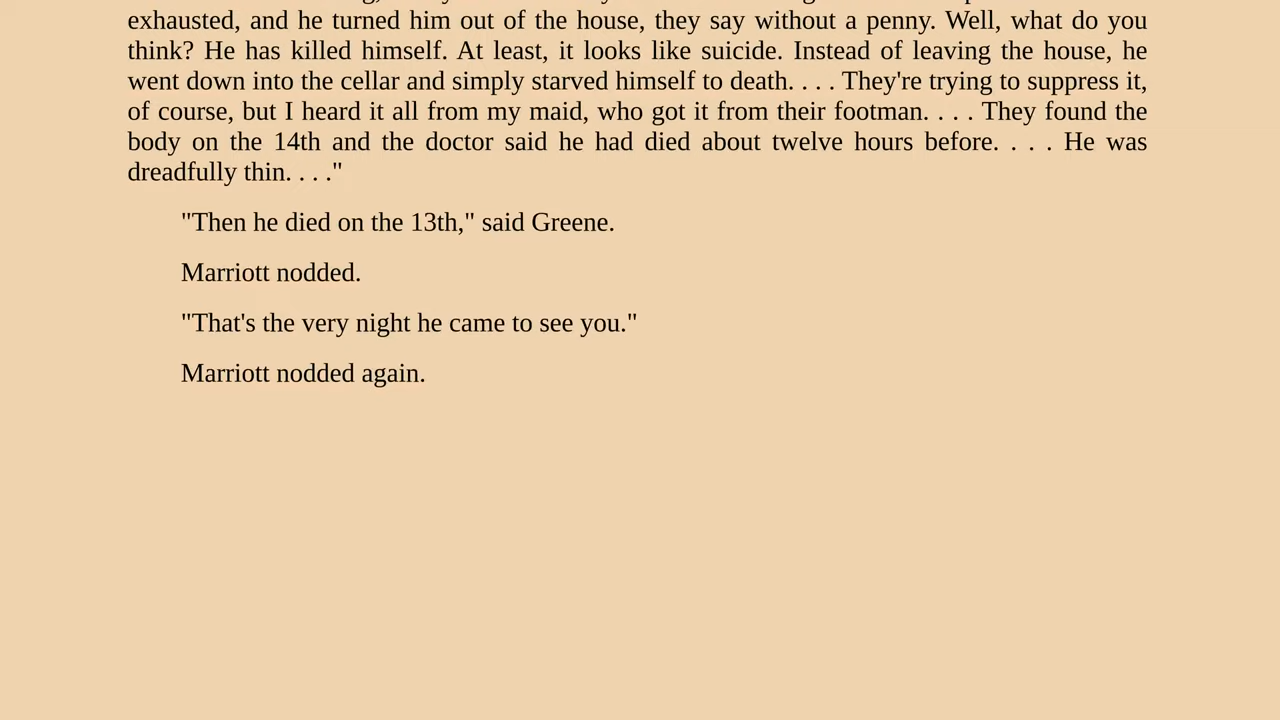 exhausted, and he turned him out of the house, they say without a penny. Well, what do you
think? He has killed himself. At least, it looks like suicide. Instead of leaving the house, he
went down into the cellar and simply starved himself to death. . . . They're trying to suppress it,
of course, but I heard it all from my maid, who got it from their footman. . . . They found the
body on the 14th and the doctor said he had died about twelve hours before. . . . He was
dreadfully thin. . . ."
"Then he died on the 13th," said Greene.
Marriott nodded.
"That's the very night he came to see you."
Marriott nodded again.